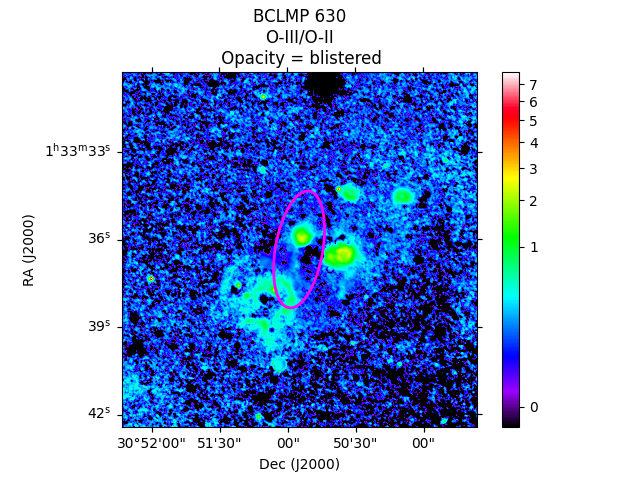 BCLMP 630
O-III/O-II
Opacity = blistered
1h33m33s
36s
39s
42s
30°52'00" 51'30" 00" 50'30" 00"
RA (J2000)
Dec (J2000)
7
6
5
4
3
2
1
0